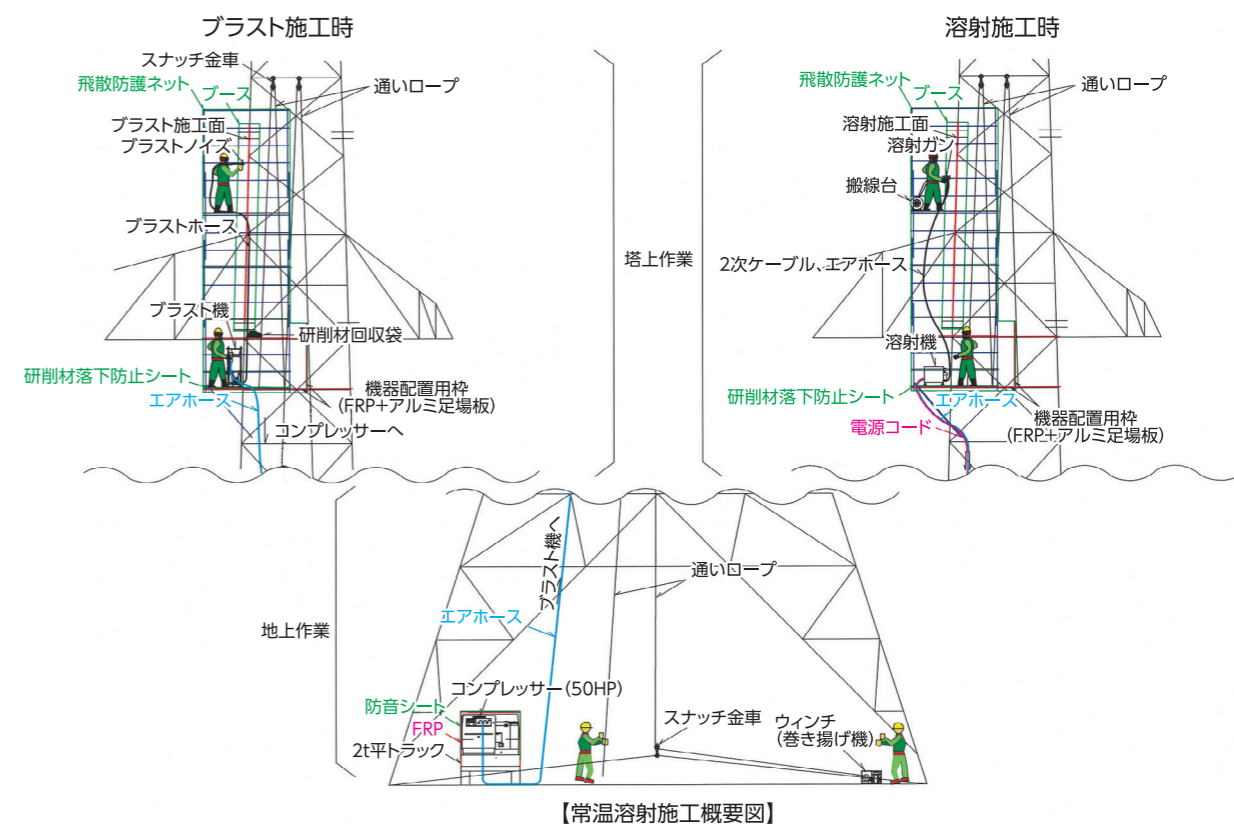 ブラスト施工時
スナッチ金車
飛散防護ネット
ブース
通いロープ
ブラスト施工面
ブラストノイズ
ブラストホース
ブラスト機
研削材回収袋
研削材落下防止シート
エアホース
機器配置用枠
(FRP+アルミ足場板)
コンプレッサーへ
塔上作業
溶射施工時
飛散防護ネット
ブース
通いロープ
溶射施工面
溶射ガン
搬線台
2次ケーブル、エアホース
溶射機
研削材落下防止シート
エアホース
電源コード
機器配置用枠
(FRP+アルミ足場板)
地上作業
ブラスト機へ
通いロープ
エアホース
コンプレッサー(50HP)
防音シート
FRP
2t平トラック
スナッチ金車
ウィンチ
(巻き揚げ機)
【常温溶射施工概要図】